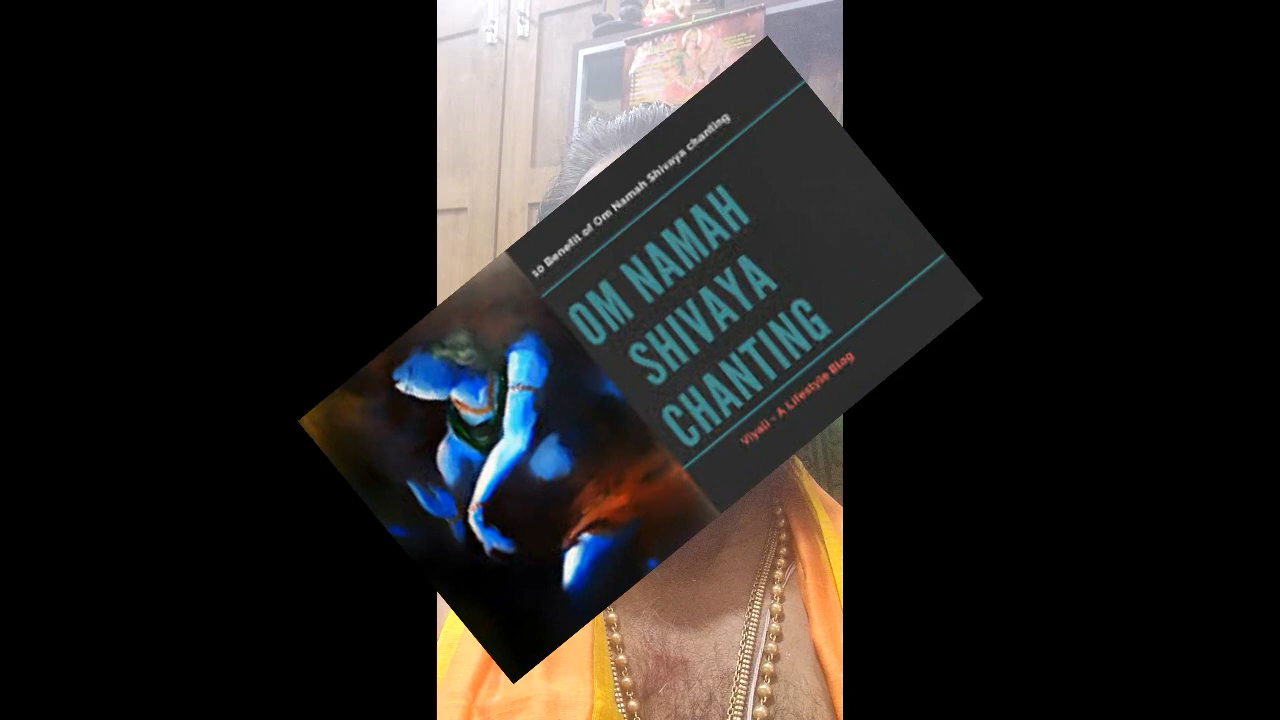 10 Benefit of Om Namah Shivaya chanting
OM NAMAH
SHIVAYA
CHANTING
Viyali - A Lifestyle Blog